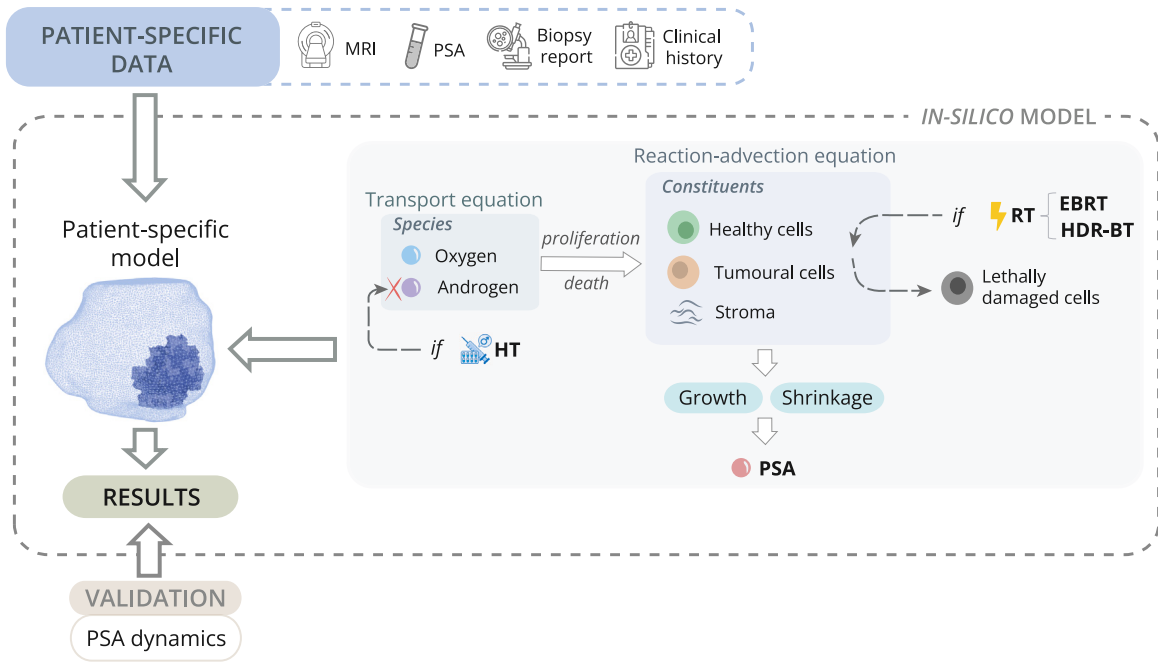 PATIENT-SPECIFIC
DATA
MRI
PSA
Biopsy
report
Clinical
history
IN-SILICO MODEL
Patient-specific
model
Transport equation
Species
Oxygen
Androgen
if HT
proliferation
death
Reaction-advection equation
Constituents
Healthy cells
Tumoural cells
Stroma
if RT
EBRT
HDR-BT
Lethally
damaged cells
Growth
Shrinkage
PSA
RESULTS
VALIDATION
PSA dynamics